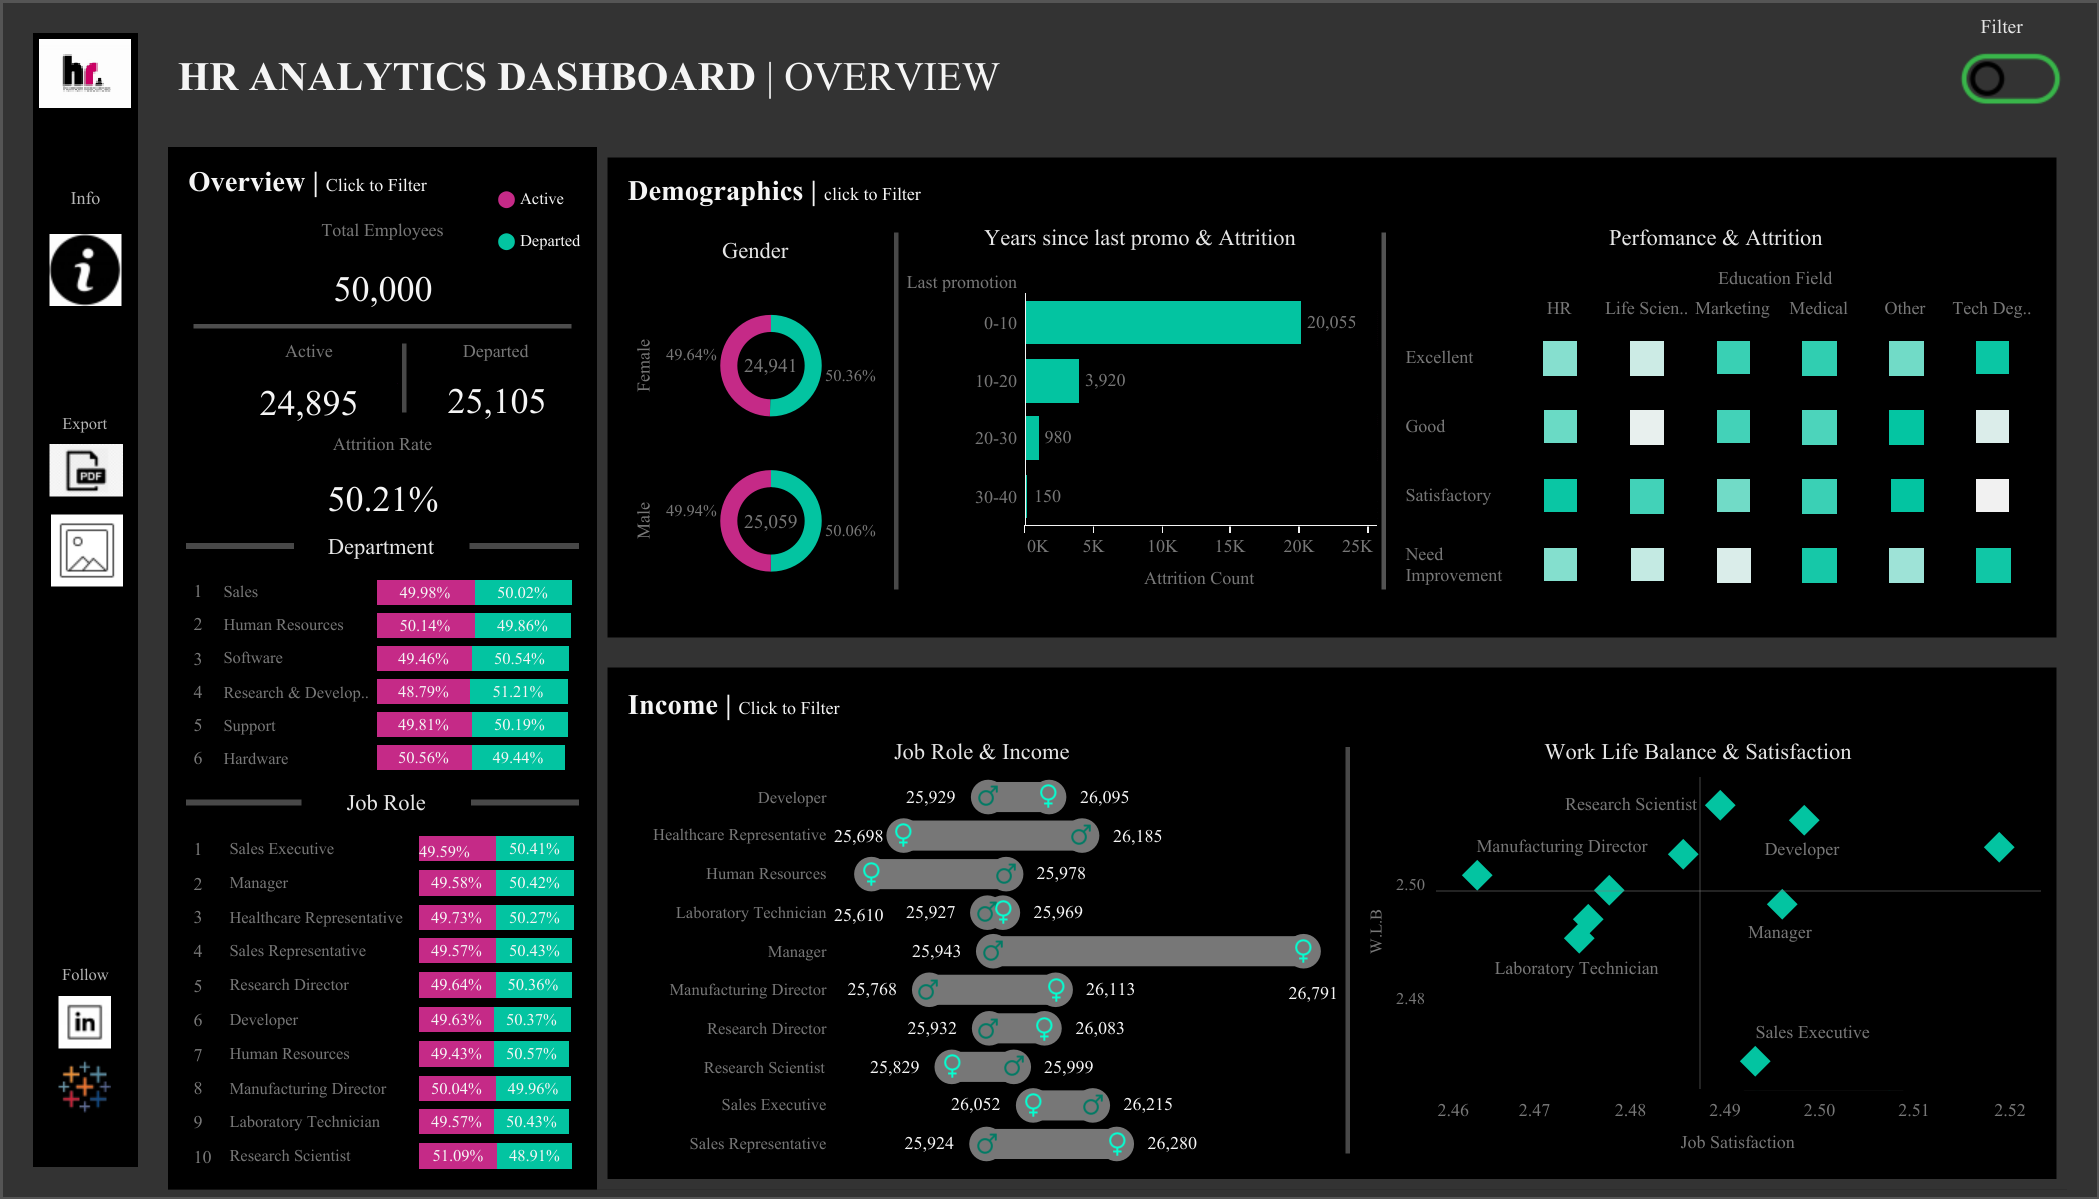 Filter
hr.
HR ANALYTICS DASHBOARD | OVERVIEW
Info
Export
PDF
Follow
in
Overview | Click to Filter
Active
Departed
Total Employees
50,000
Active
Departed
24,895
25,105
Attrition Rate
50.21%
Department
1 Sales 49.98% 50.02%
2 Human Resources 50.14% 49.86%
3 Software 49.46% 50.54%
4 Research & Develop.. 48.79% 51.21%
5 Support 49.81% 50.19%
6 Hardware 50.56% 49.44%
Job Role
1 Sales Executive 49.59% 50.41%
2 Manager 49.58% 50.42%
3 Healthcare Representative 49.73% 50.27%
4 Sales Representative 49.57% 50.43%
5 Research Director 49.64% 50.36%
6 Developer 49.63% 50.37%
7 Human Resources 49.43% 50.57%
8 Manufacturing Director 50.04% 49.96%
9 Laboratory Technician 49.57% 50.43%
10 Research Scientist 51.09% 48.91%
Demographics | click to Filter
Gender
Female
49.64%
24,941
50.36%
Male
49.94%
25,059
50.06%
Years since last promo & Attrition
Last promotion
0-10 20,055
10-20 3,920
20-30 980
30-40 150
0K 5K 10K 15K 20K 25K
Attrition Count
Perfomance & Attrition
Education Field
HR Life Scien.. Marketing Medical Other Tech Deg..
Excellent
Good
Satisfactory
Need
Improvement
Income | Click to Filter
Job Role & Income
Developer 25,929 26,095
Healthcare Representative 25,698 26,185
Human Resources 25,978
Laboratory Technician 25,610 25,927 25,969
Manager 25,943
Manufacturing Director 25,768 26,113 26,791
Research Director 25,932 26,083
Research Scientist 25,829 25,999
Sales Executive 26,052 26,215
Sales Representative 25,924 26,280
Work Life Balance & Satisfaction
Research Scientist
Manufacturing Director
Developer
2.50
W.L.B
Manager
Laboratory Technician
2.48
Sales Executive
2.46 2.47 2.48 2.49 2.50 2.51 2.52
Job Satisfaction